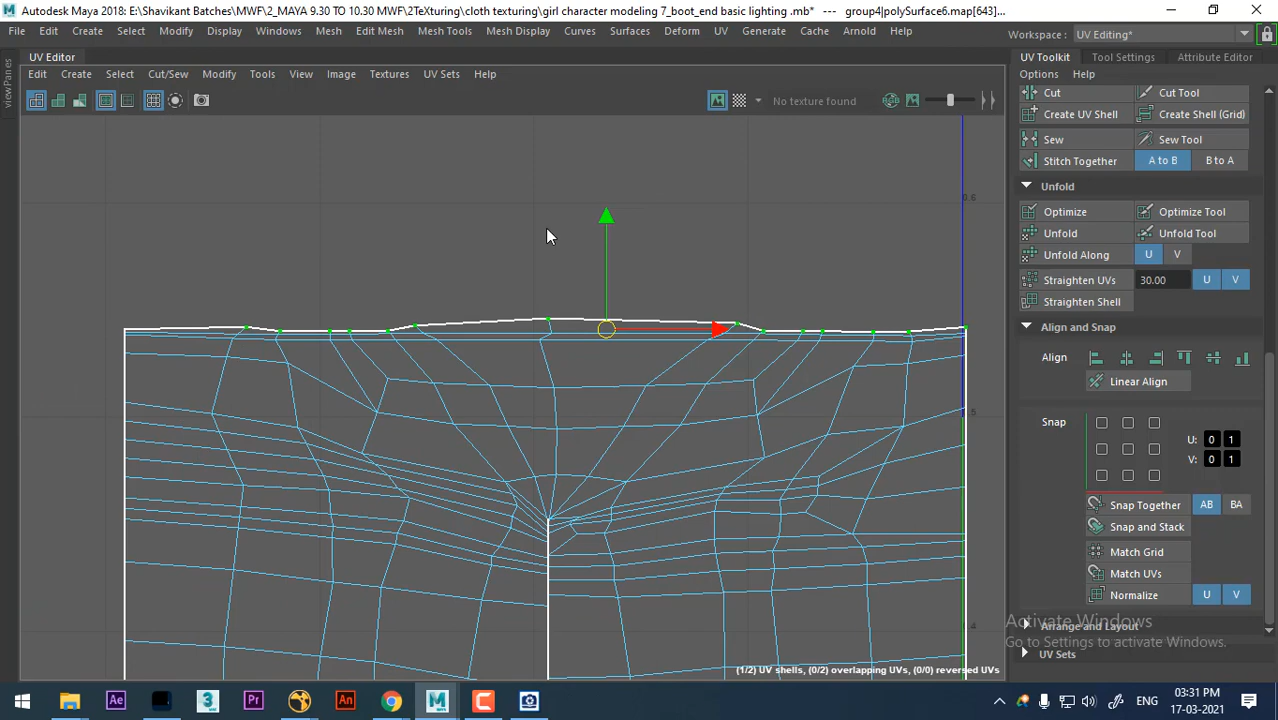 Autodesk Maya 2018: E:\Shavikant Batches\MWF\2_MAYA 9.30 TO 10.30 MWF\2TeXturing\cloth texturing\girl character modeling 7_boot_end basic lighting .mb*   ---   group4|polySurface6.map[643]...
File Edit Create Select Modify Display Windows Mesh Edit Mesh Mesh Tools Mesh Display Curves Surfaces Deform UV Generate Cache Arnold Help Workspace : UV Editing*
viewPanes
UV Editor
UV Toolkit Tool Settings Attribute Editor
Edit Create Select Cut/Sew Modify Tools View Image Textures UV Sets Help
Options Help
No texture found
Cut Cut Tool
Create UV Shell Create Shell (Grid)
Sew Sew Tool
Stitch Together A to B B to A
Unfold
0.6
Optimize Optimize Tool
Unfold Unfold Tool
Unfold Along U V
Straighten UVs 30.00 U V
Straighten Shell
Align and Snap
Align
Linear Align
Snap
U: 0 1
V: 0 1
Snap Together AB BA
Snap and Stack
Match Grid
Match UVs
Normalize U V
Arrange and Layout
UV Sets
Activate Windows
Go to Settings to activate Windows.
(1/2) UV shells, (0/2) overlapping UVs, (0/0) reversed UVs
Ae 3 Pr An M
ENG
03:31 PM
17-03-2021